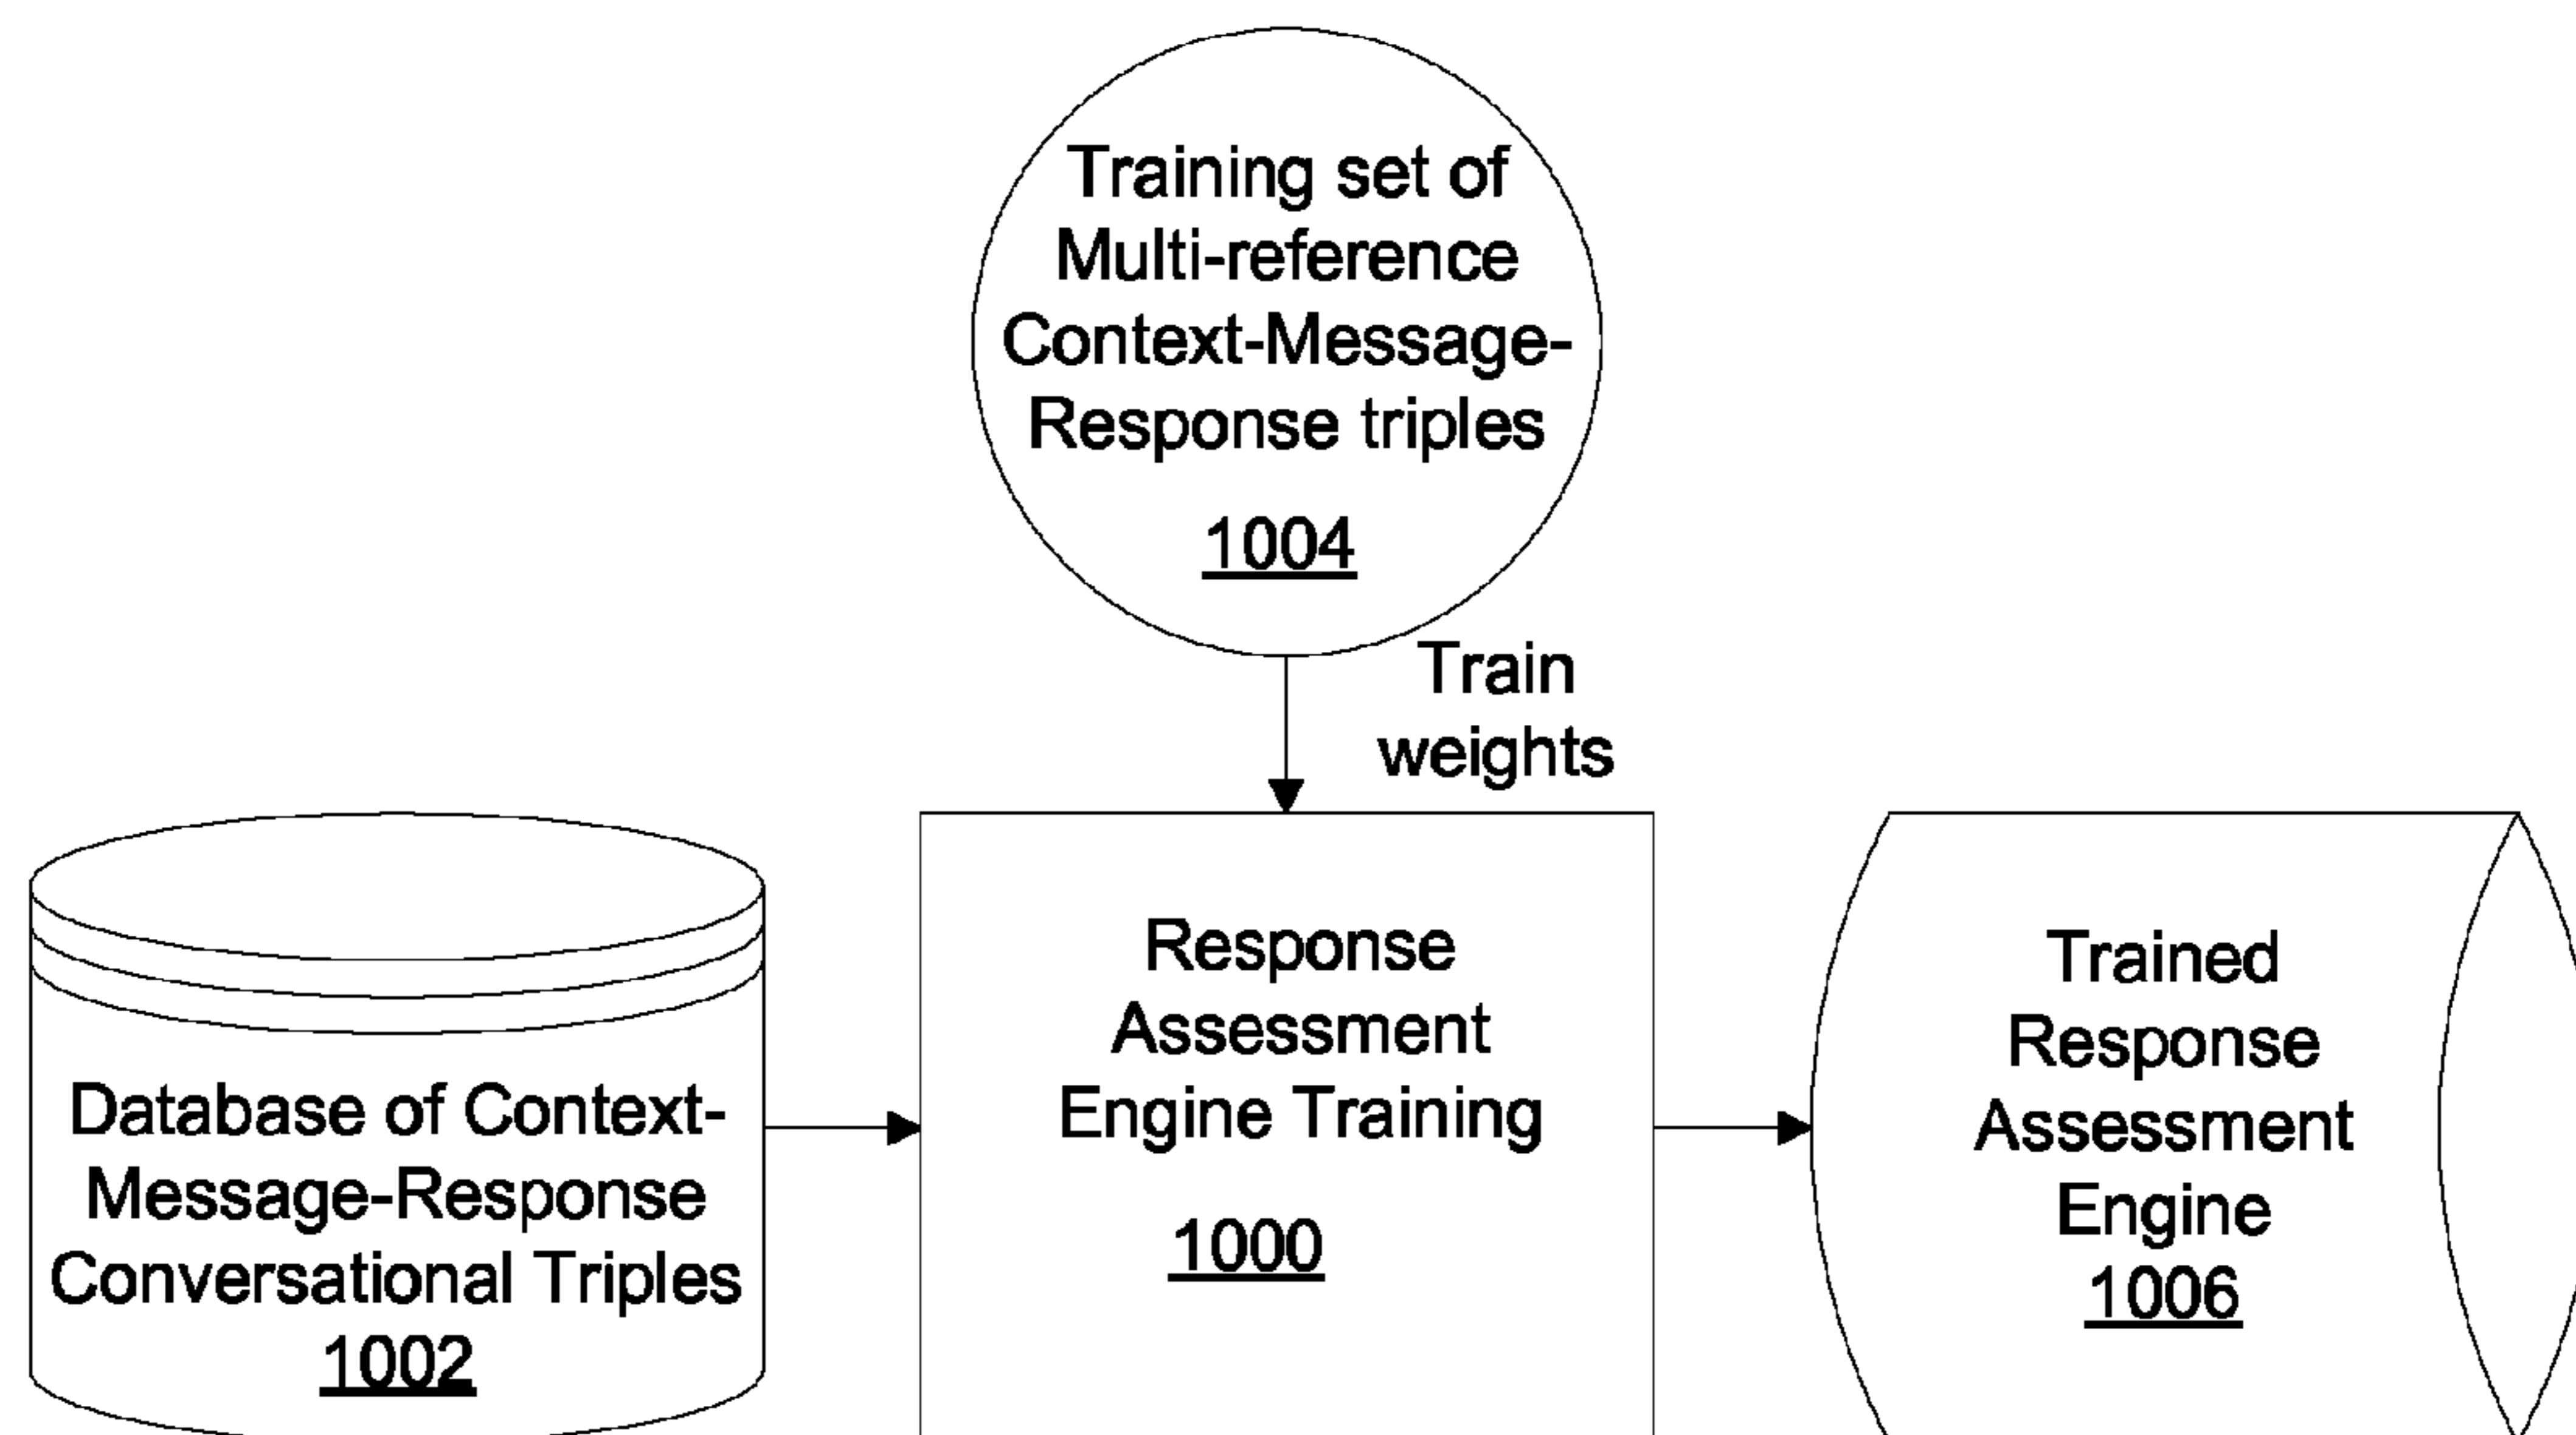 Training set of
Multi-reference
Context-Message-
Response triples
1004
Train
weights
Database of Context-
Message-Response
Conversational Triples
1002
Response
Assessment
Engine Training
1000
Trained
Response
Assessment
Engine
1006